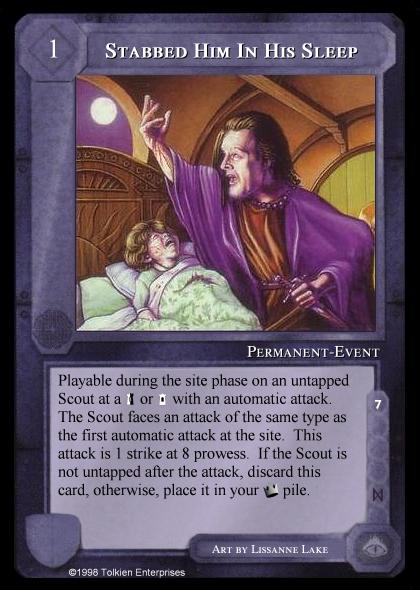 1
Stabbed Him In His Sleep
Permanent-Event
Playable during the site phase on an untapped
Scout at a or with an automatic attack.
The Scout faces an attack of the same type as
the first automatic attack at the site. This
attack is 1 strike at 8 prowess. If the Scout is
not untapped after the attack, discard this
card, otherwise, place it in your pile.
7
Art by Lissanne Lake
©1998 Tolkien Enterprises